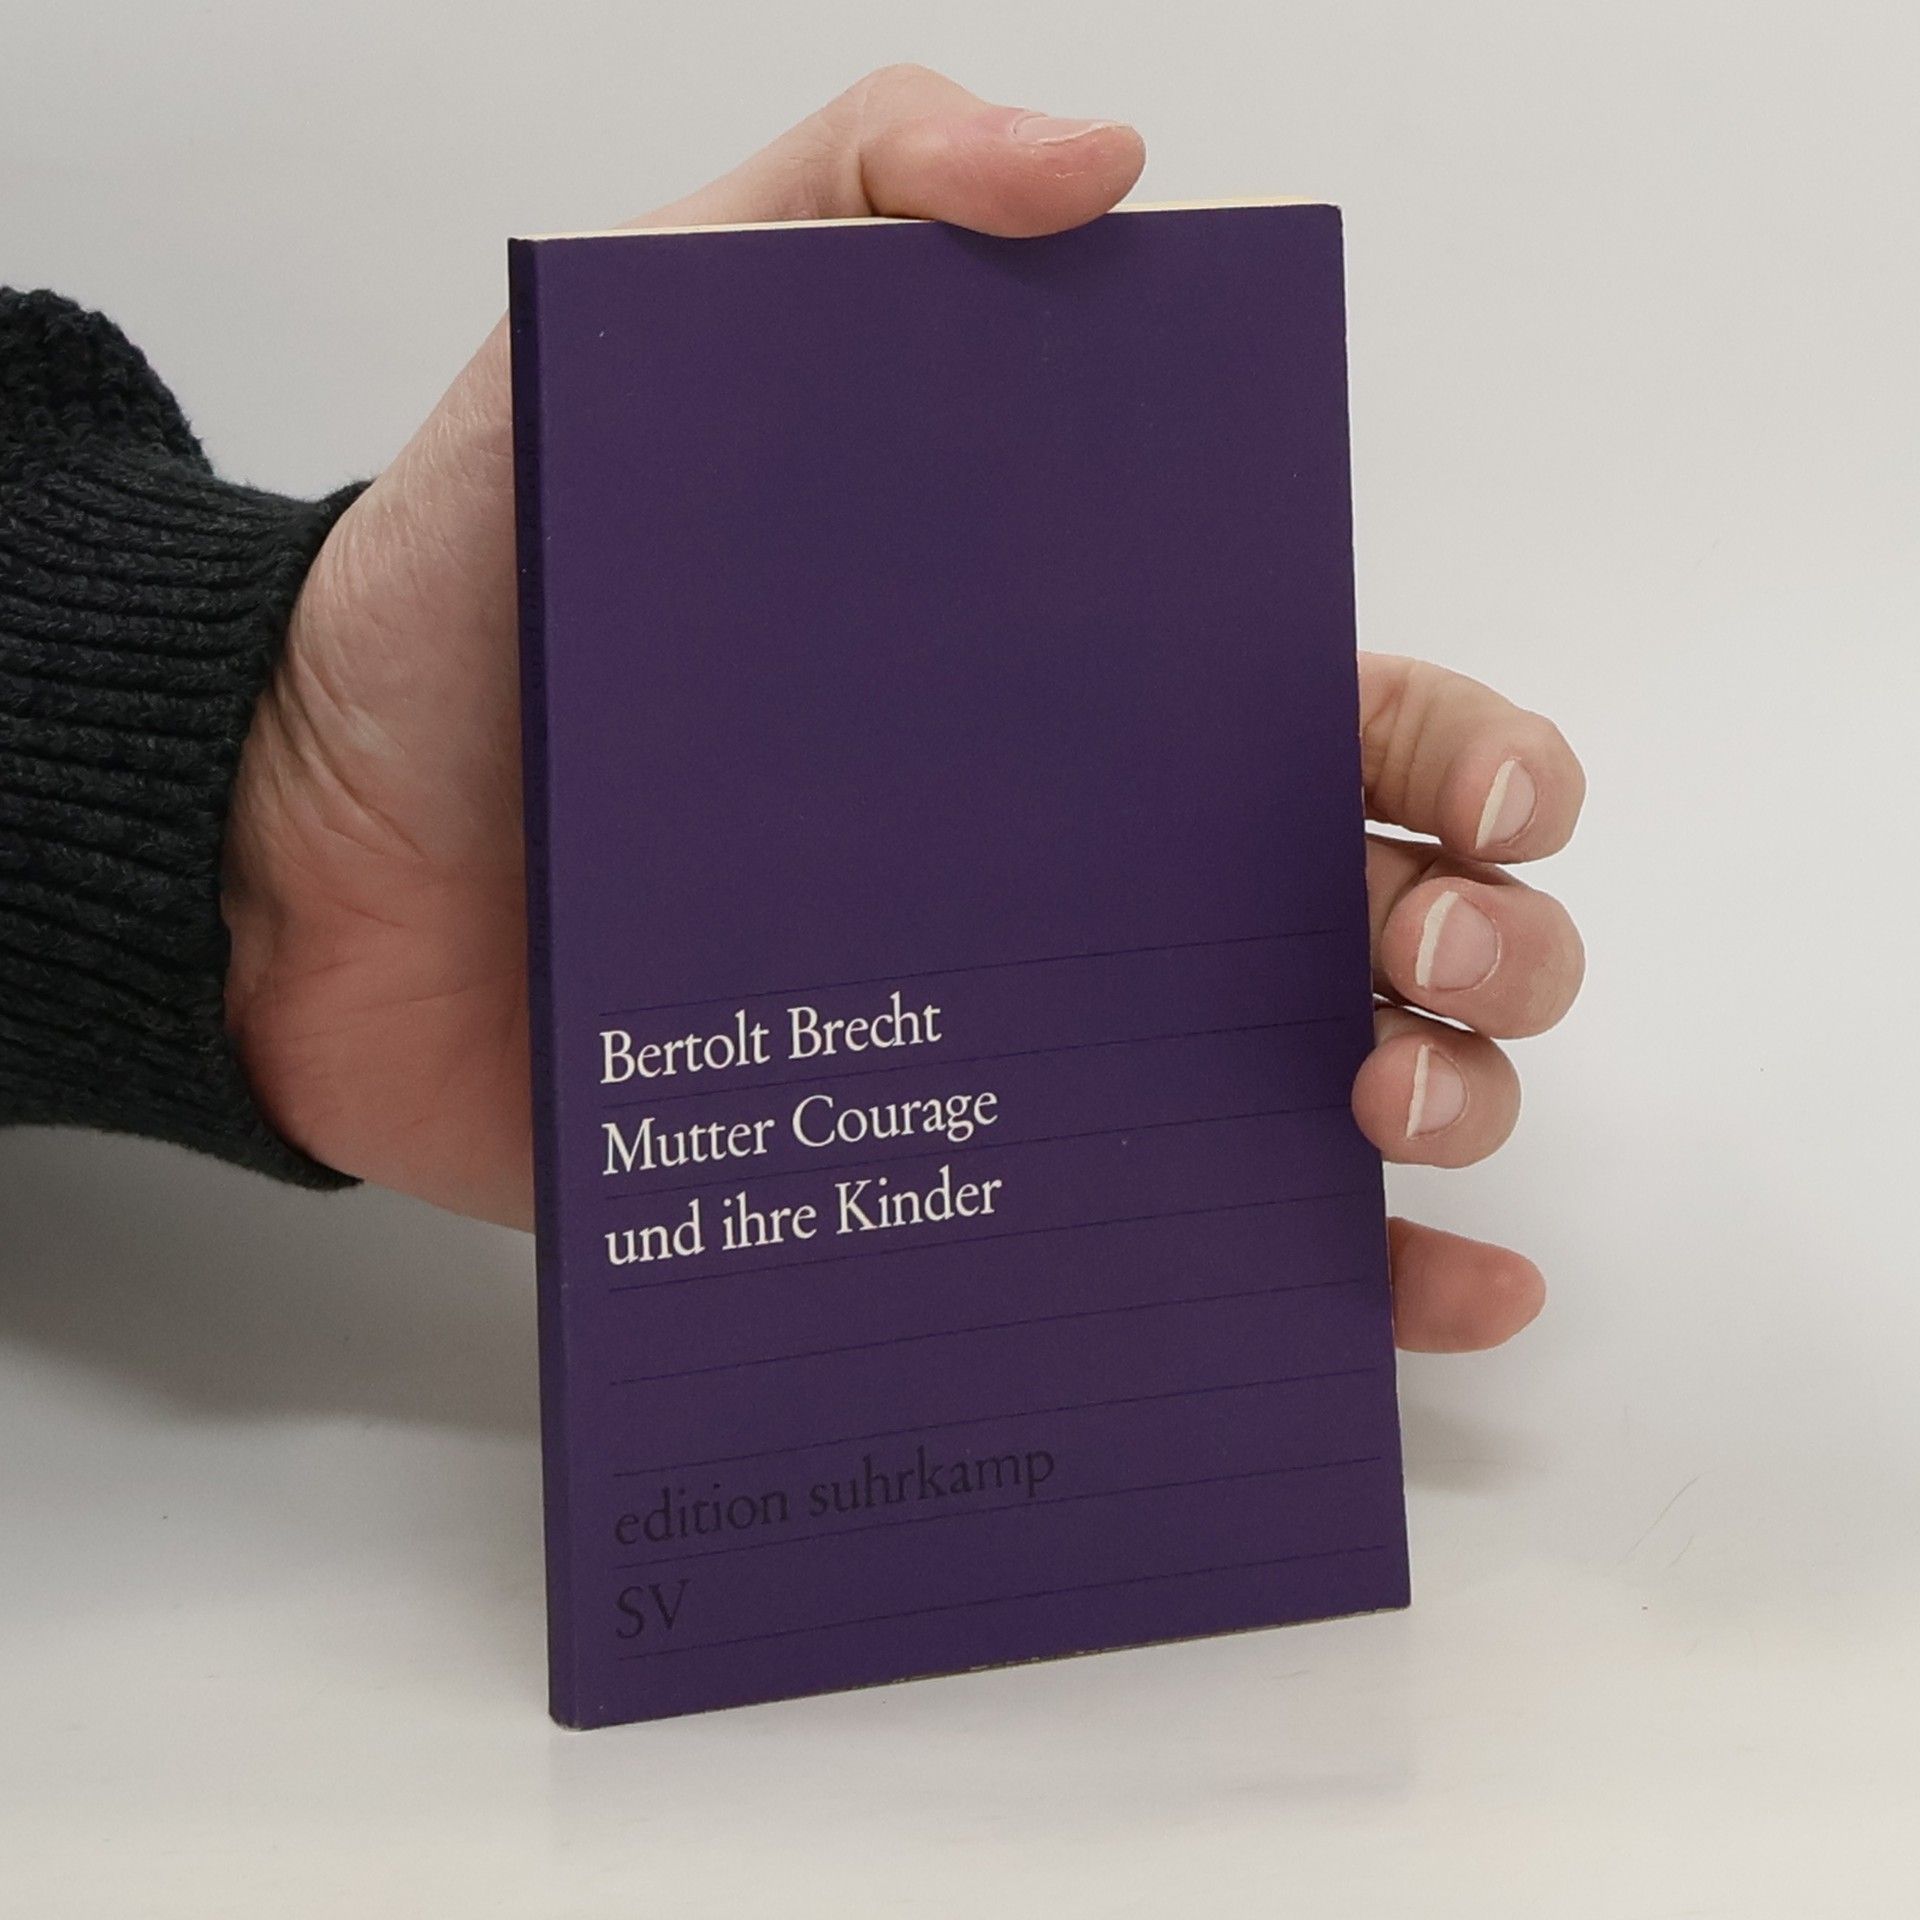 Bertolt Brecht
Mutter Courage
und ihre Kinder
edition suhrkamp
SV